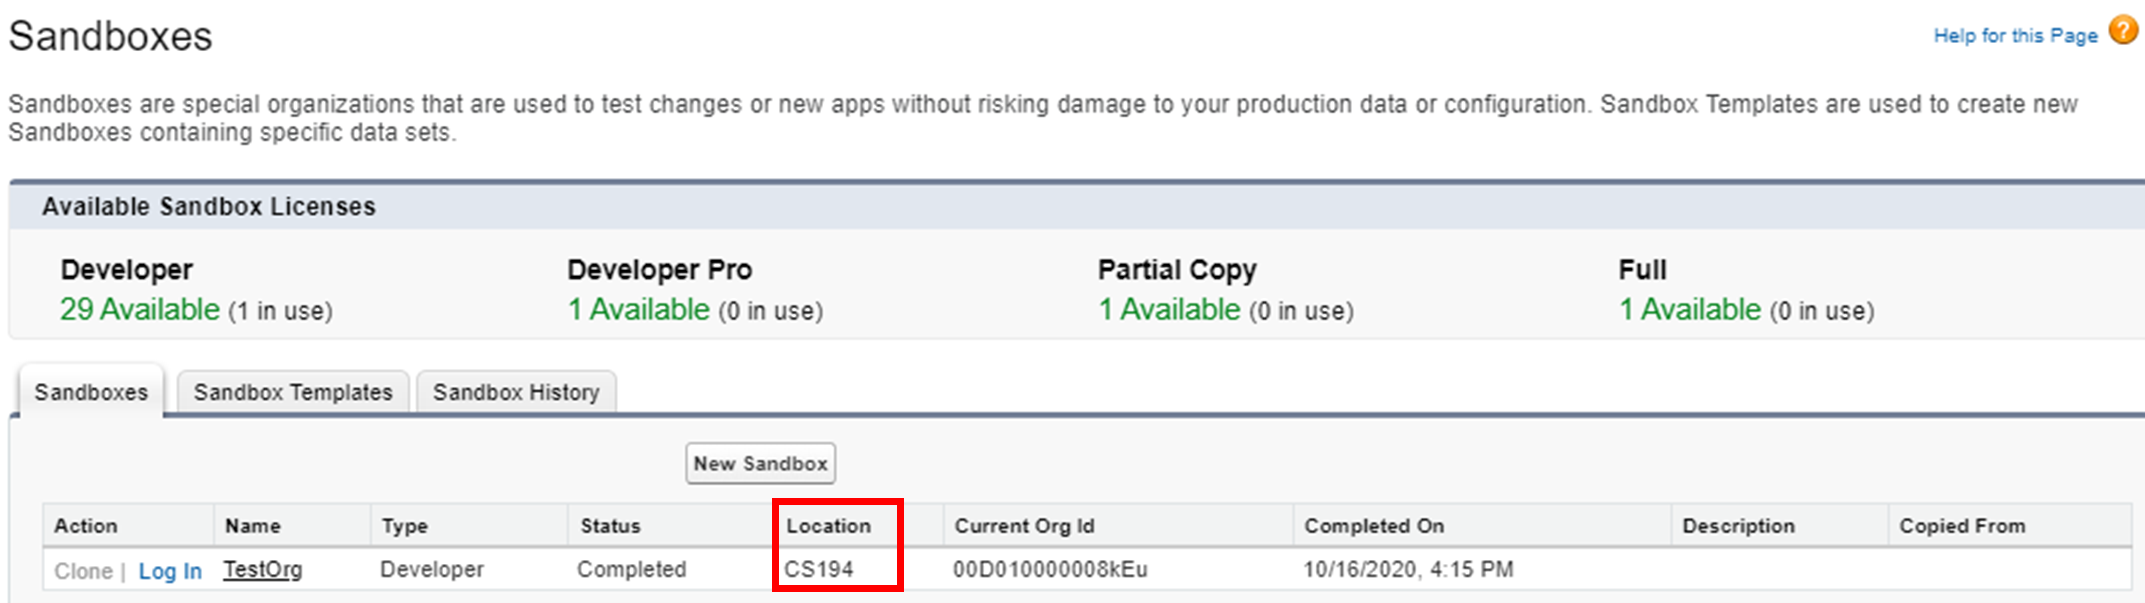 Sandboxes
Help for this Page ?
Sandboxes are special organizations that are used to test changes or new apps without risking damage to your production data or configuration. Sandbox Templates are used to create new
Sandboxes containing specific data sets.
Available Sandbox Licenses
Developer Developer Pro Partial Copy Full
29 Available (1 in use) 1 Available (0 in use) 1 Available (0 in use) 1 Available (0 in use)
Sandboxes Sandbox Templates Sandbox History
New Sandbox
Action Name Type Status Location Current Org Id Completed On Description Copied From
Clone | Log In TestOrg Developer Completed CS194 00D010000008kEu 10/16/2020, 4:15 PM